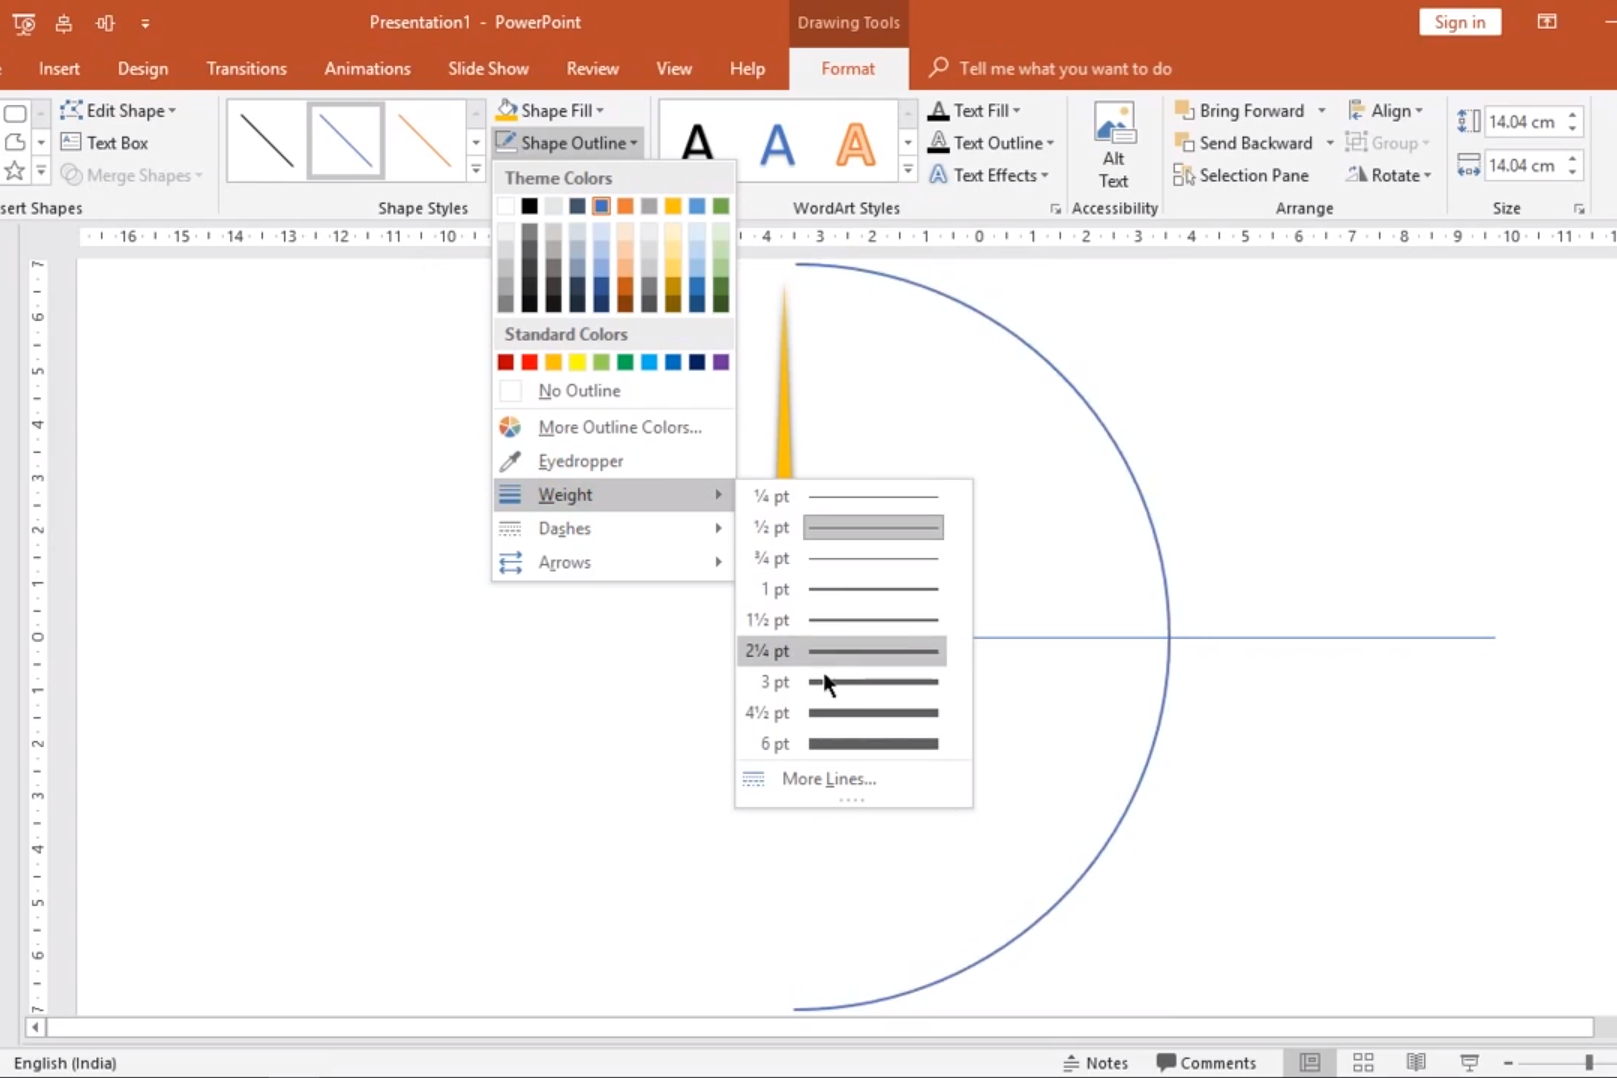 Presentation1 - PowerPoint
Drawing Tools
Sign in
Insert Design Transitions Animations Slide Show Review View Help Format Tell me what you want to do
Edit Shape
Text Box
Merge Shapes
Shape Fill
Shape Outline
A A A
Text Fill
Text Outline
Text Effects
Alt
Text
Bring Forward
Send Backward
Selection Pane
Align
Group
Rotate
14.04 cm
14.04 cm
sert Shapes
Shape Styles
WordArt Styles
Accessibility
Arrange
Size
16 15 14 13 12 11 10 4 3 2 1 0 1 2 3 4 5 6 7 8 9 10 11
7
6
5
4
3
2
1
0
1
2
3
4
5
6
7
Theme Colors
Standard Colors
No Outline
More Outline Colors...
Eyedropper
Weight
Dashes
Arrows
¼ pt
½ pt
¾ pt
1 pt
1½ pt
2¼ pt
3 pt
4½ pt
6 pt
More Lines...
English (India)
Notes
Comments